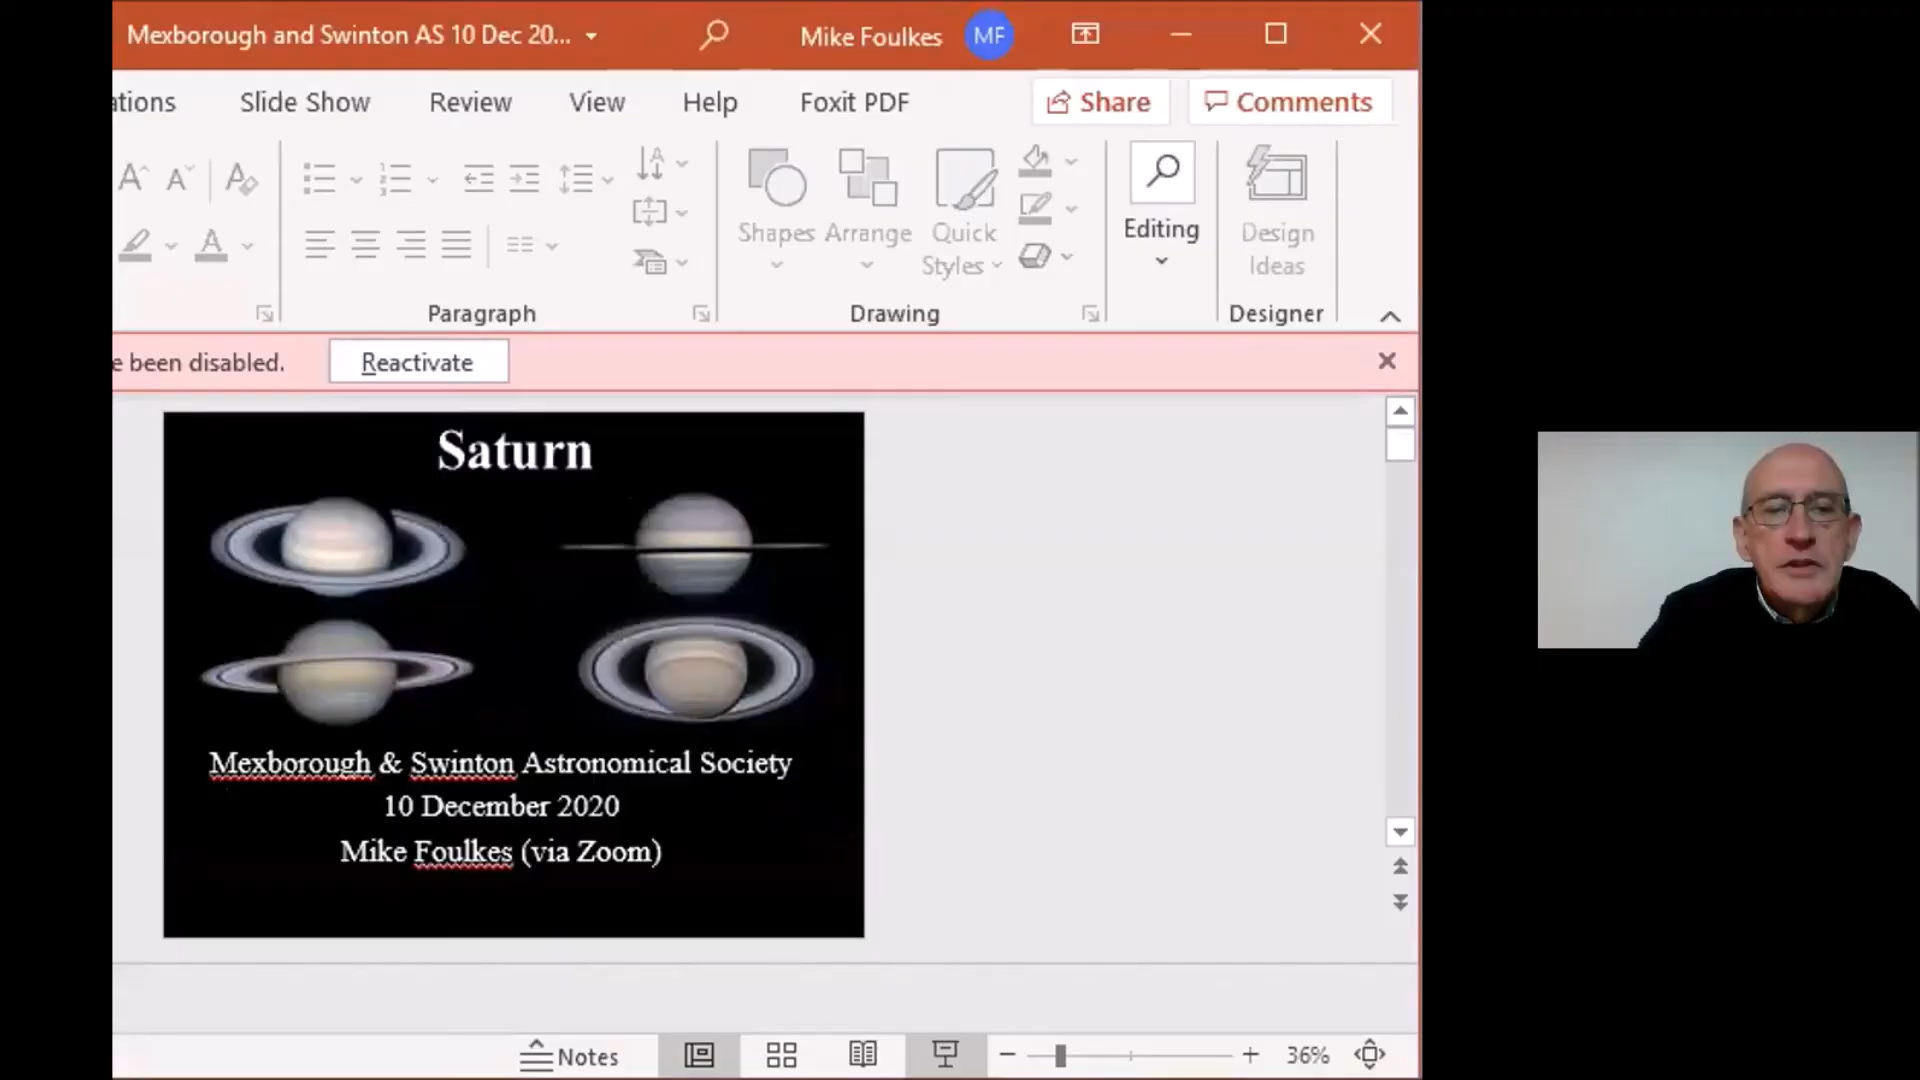 Mexborough and Swinton AS 10 Dec 20...
Mike Foulkes
MF
ations
Slide Show
Review
View
Help
Foxit PDF
Share
Comments
Shapes
Arrange
Quick
Styles
Editing
Design
Ideas
Paragraph
Drawing
Designer
e been disabled.
Reactivate
Saturn
Mexborough & Swinton Astronomical Society
10 December 2020
Mike Foulkes (via Zoom)
Notes
36%